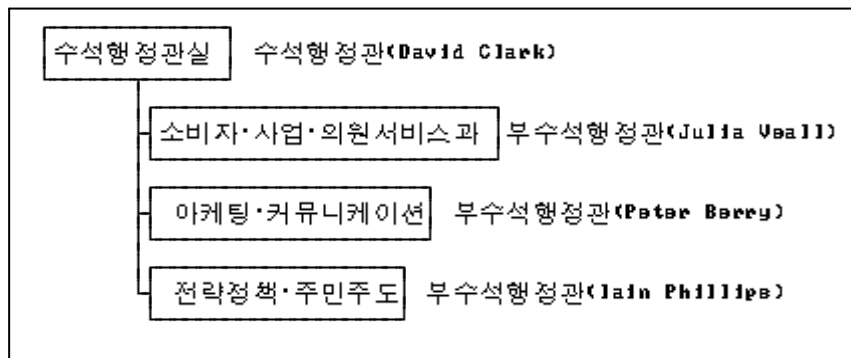 수석행정관실 수석행정관(David Clark)
소비자·사업·의원서비스과 부수석행정관(Julia Veall)
아케팅·커뮤니케이션 부수석행정관(Peter Berry)
전략정책·주민주도 부수석행정관(Iain Phillips)